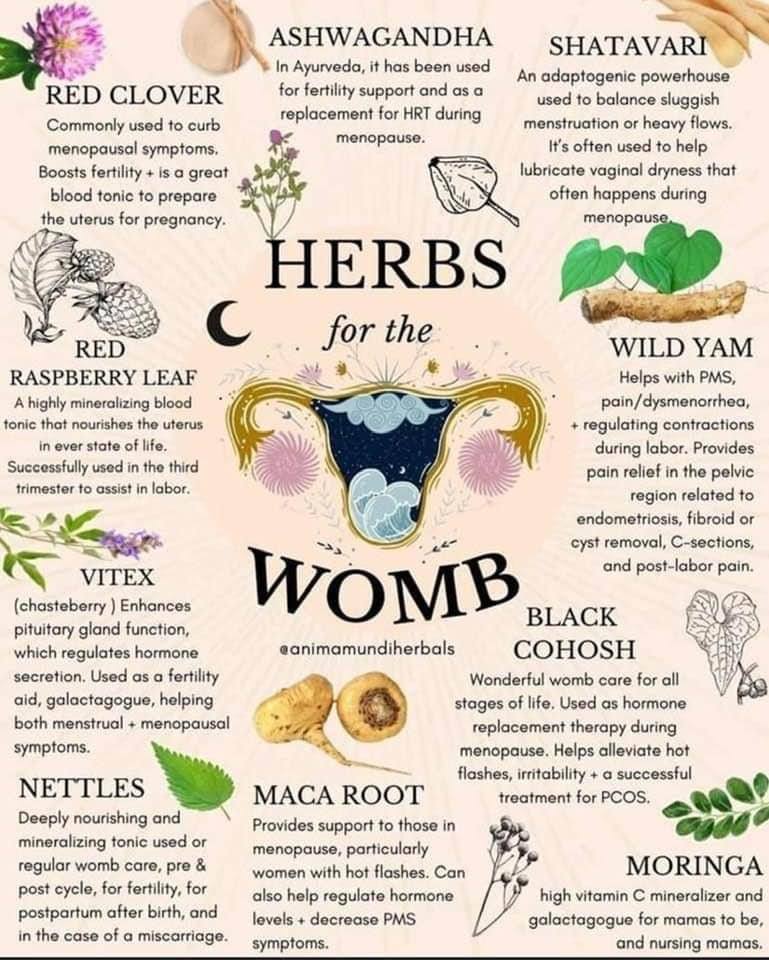 RED CLOVER
Commonly used to curb
menopausal symptoms.
Boosts fertility + is a great
blood tonic to prepare
the uterus for pregnancy.
ASHWAGANDHA
In Ayurveda, it has been used
for fertility support and as a
replacement for HRT during
menopause.
SHATAVARI
An adaptogenic powerhouse
used to balance sluggish
menstruation or heavy flows.
It's often used to help
lubricate vaginal dryness that
often happens during
menopause.
HERBS
for the
WOMB
@animamundiherbals
RED
RASPBERRY LEAF
A highly mineralizing blood
tonic that nourishes the uterus
in ever state of life.
Successfully used in the third
trimester to assist in labor.
WILD YAM
Helps with PMS,
pain/dysmenorrhea,
+ regulating contractions
during labor. Provides
pain relief in the pelvic
region related to
endometriosis, fibroid or
cyst removal, C-sections,
and post-labor pain.
VITEX
(chasteberry ) Enhances
pituitary gland function,
which regulates hormone
secretion. Used as a fertility
aid, galactagogue, helping
both menstrual + menopausal
symptoms.
BLACK
COHOSH
Wonderful womb care for all
stages of life. Used as hormone
replacement therapy during
menopause. Helps alleviate hot
flashes, irritability + a successful
treatment for PCOS.
NETTLES
Deeply nourishing and
mineralizing tonic used or
regular womb care, pre &
post cycle, for fertility, for
postpartum after birth, and
in the case of a miscarriage.
MACA ROOT
Provides support to those in
menopause, particularly
women with hot flashes. Can
also help regulate hormone
levels + decrease PMS
symptoms.
MORINGA
high vitamin C mineralizer and
galactagogue for mamas to be,
and nursing mamas.